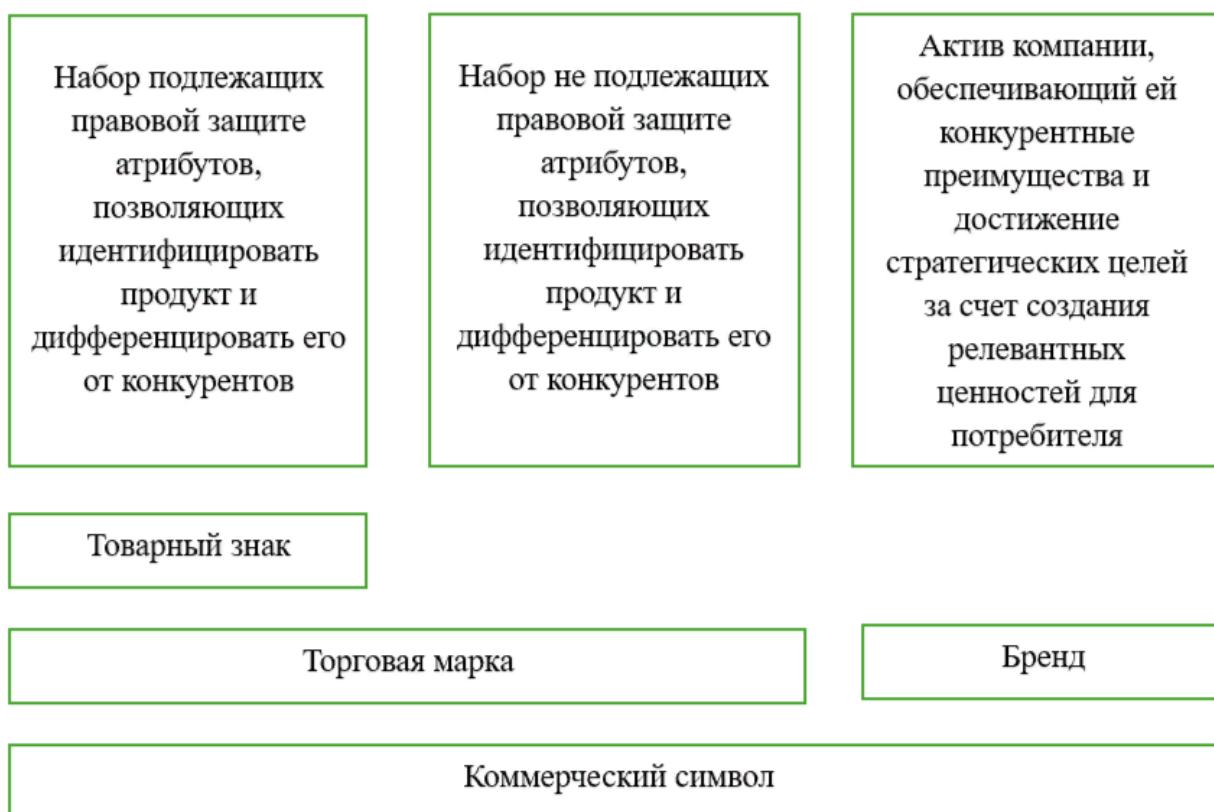 Набор подлежащих
правовой защите
атрибутов,
позволяющих
идентифицировать
продукт и
дифференцировать его
от конкурентов
Набор не подлежащих
правовой защите
атрибутов,
позволяющих
идентифицировать
продукт и
дифференцировать его
от конкурентов
Актив компании,
обеспечивающий ей
конкурентные
преимущества и
достижение
стратегических целей
за счет создания
релевантных
ценностей для
потребителя
Товарный знак
Торговая марка
Бренд
Коммерческий символ